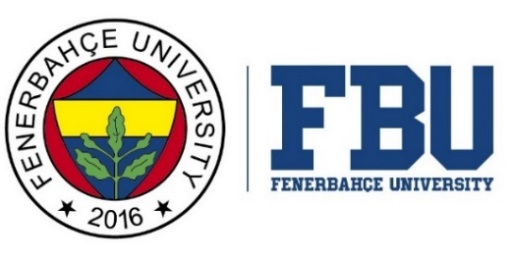 FENERBAHÇE UNIVERSITY
★ 2016 ★
FBU
FENERBAHÇE UNIVERSITY